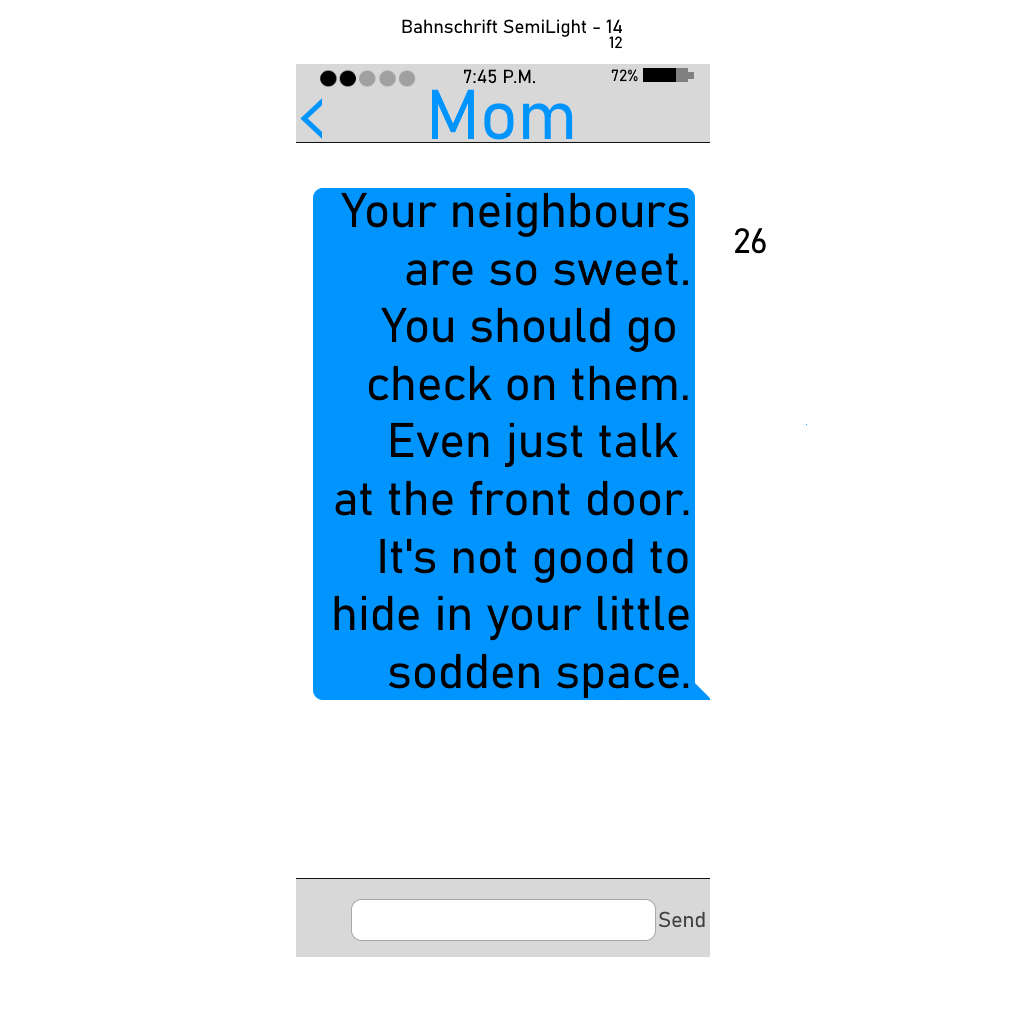 Bahnschrift SemiLight - 14
12
7:45 P.M.
72%
Mom
Your neighbours
26
are so sweet.
You should go
check on them.
Even just talk
at the front door.
It's not good to
hide in your little
sodden space.
Send